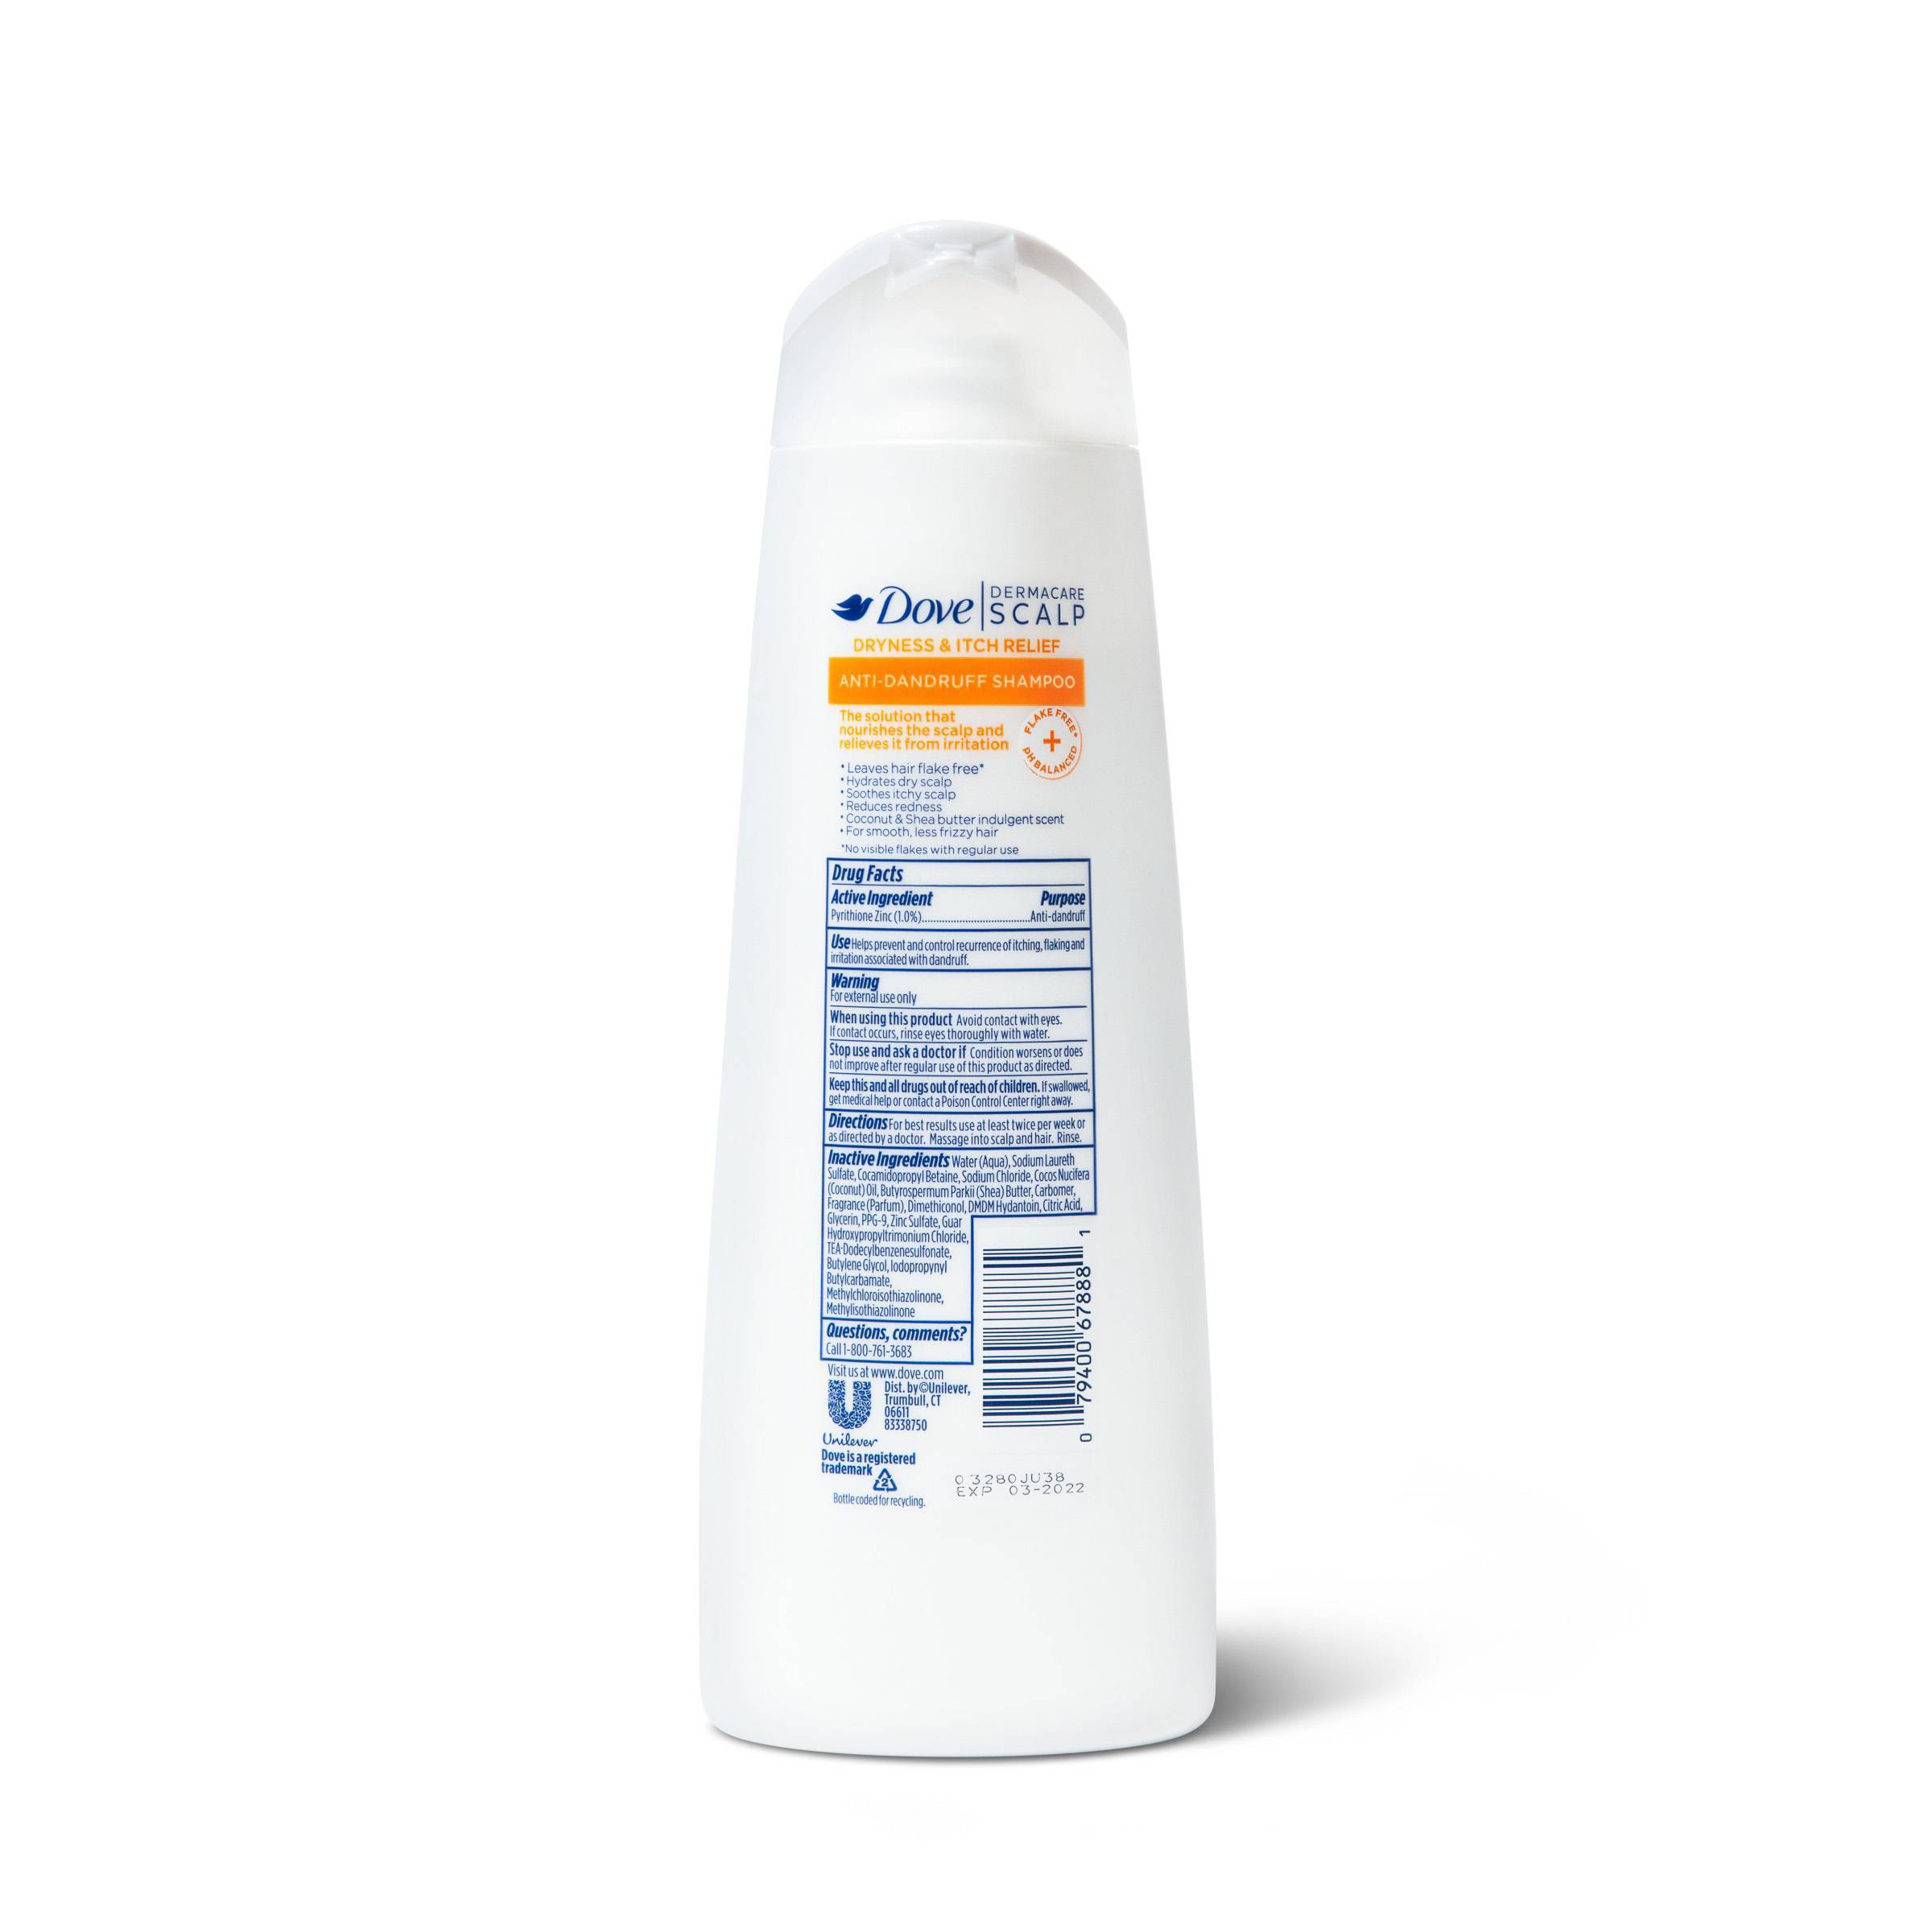 Dove DERMACARE
SCALP
DRYNESS & ITCH RELIEF
ANTI-DANDRUFF SHAMPOO
The solution that
nourishes the scalp and
relieves it from irritation
FLAKE FREE*
+
pH BALANCED
• Leaves hair flake free*
• Hydrates dry scalp
• Soothes itchy scalp
• Reduces redness
• Coconut & Shea butter indulgent scent
• For smooth, less frizzy hair
*No visible flakes with regular use
Drug Facts
Active Ingredient Purpose
Pyrithione Zinc (1.0%)....................................Anti-dandruff
Use Helps prevent and control recurrence of itching, flaking and
irritation associated with dandruff.
Warning
For external use only
When using this product Avoid contact with eyes.
If contact occurs, rinse eyes thoroughly with water.
Stop use and ask a doctor if Condition worsens or does
not improve after regular use of this product as directed.
Keep this and all drugs out of reach of children. If swallowed,
get medical help or contact a Poison Control Center right away.
Directions For best results use at least twice per week or
as directed by a doctor. Massage into scalp and hair. Rinse.
Inactive Ingredients Water (Aqua), Sodium Laureth
Sulfate, Cocamidopropyl Betaine, Sodium Chloride, Cocos Nucifera
(Coconut) Oil, Butyrospermum Parkii (Shea) Butter, Carbomer,
Fragrance (Parfum), Dimethiconol, DMDM Hydantoin, Citric Acid,
Glycerin, PPG-9, Zinc Sulfate, Guar
Hydroxypropyltrimonium Chloride,
TEA-Dodecylbenzenesulfonate,
Butylene Glycol, Iodopropynyl
Butylcarbamate,
Methylchloroisothiazolinone,
Methylisothiazolinone
Questions, comments?
Call 1-800-761-3683
Visit us at www.dove.com
Dist. by ©Unilever,
Trumbull, CT
06611
83338750
Unilever
Dove is a registered
trademark
2
Bottle coded for recycling.
0 79400 67888 1
03280JU38
EXP 03-2022